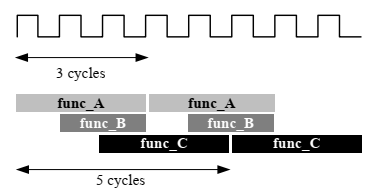 3 cycles
func_A func_A
func_B func_B
func_C func_C
5 cycles